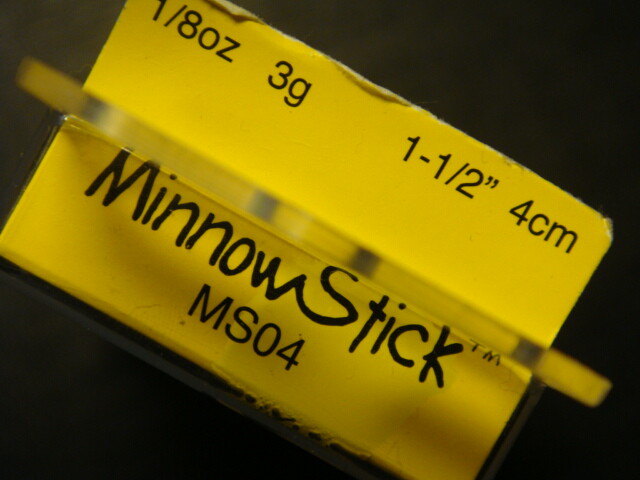 1/8oz 3g 1-1/2” 4cm
MinnowStick™
MS04